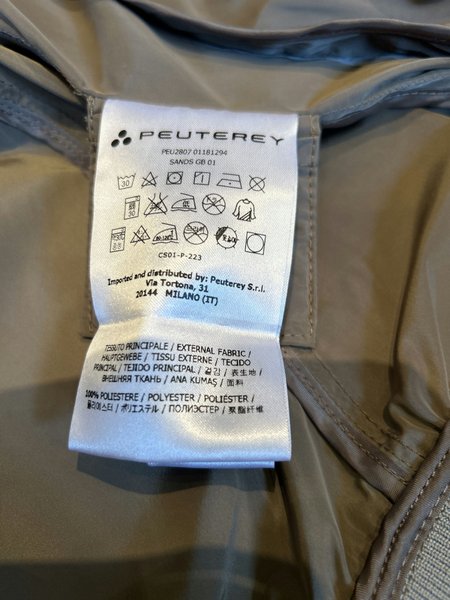 PEUTEREY
PEU2807 01181294
SANDS GB 01
30
CS01-P-223
Imported and distributed by: Peuterey S.r.l.
Via Tortona, 31
20144 MILANO (IT)
TESSUTO PRINCIPALE / EXTERNAL FABRIC /
HAUPTGEWEBE / TISSU EXTERNE / TECIDO
PRINCIPAL / TEJIDO PRINCIPAL / 겉감 / 表生地 /
ВНЕШНЯЯ ТКАНЬ / ANA KUMAŞ / 面料
100% POLIESTERE / POLYESTER / POLIÉSTER /
폴리에스터 / ポリエステル / ПОЛИЭСТЕР / 聚酯纤维